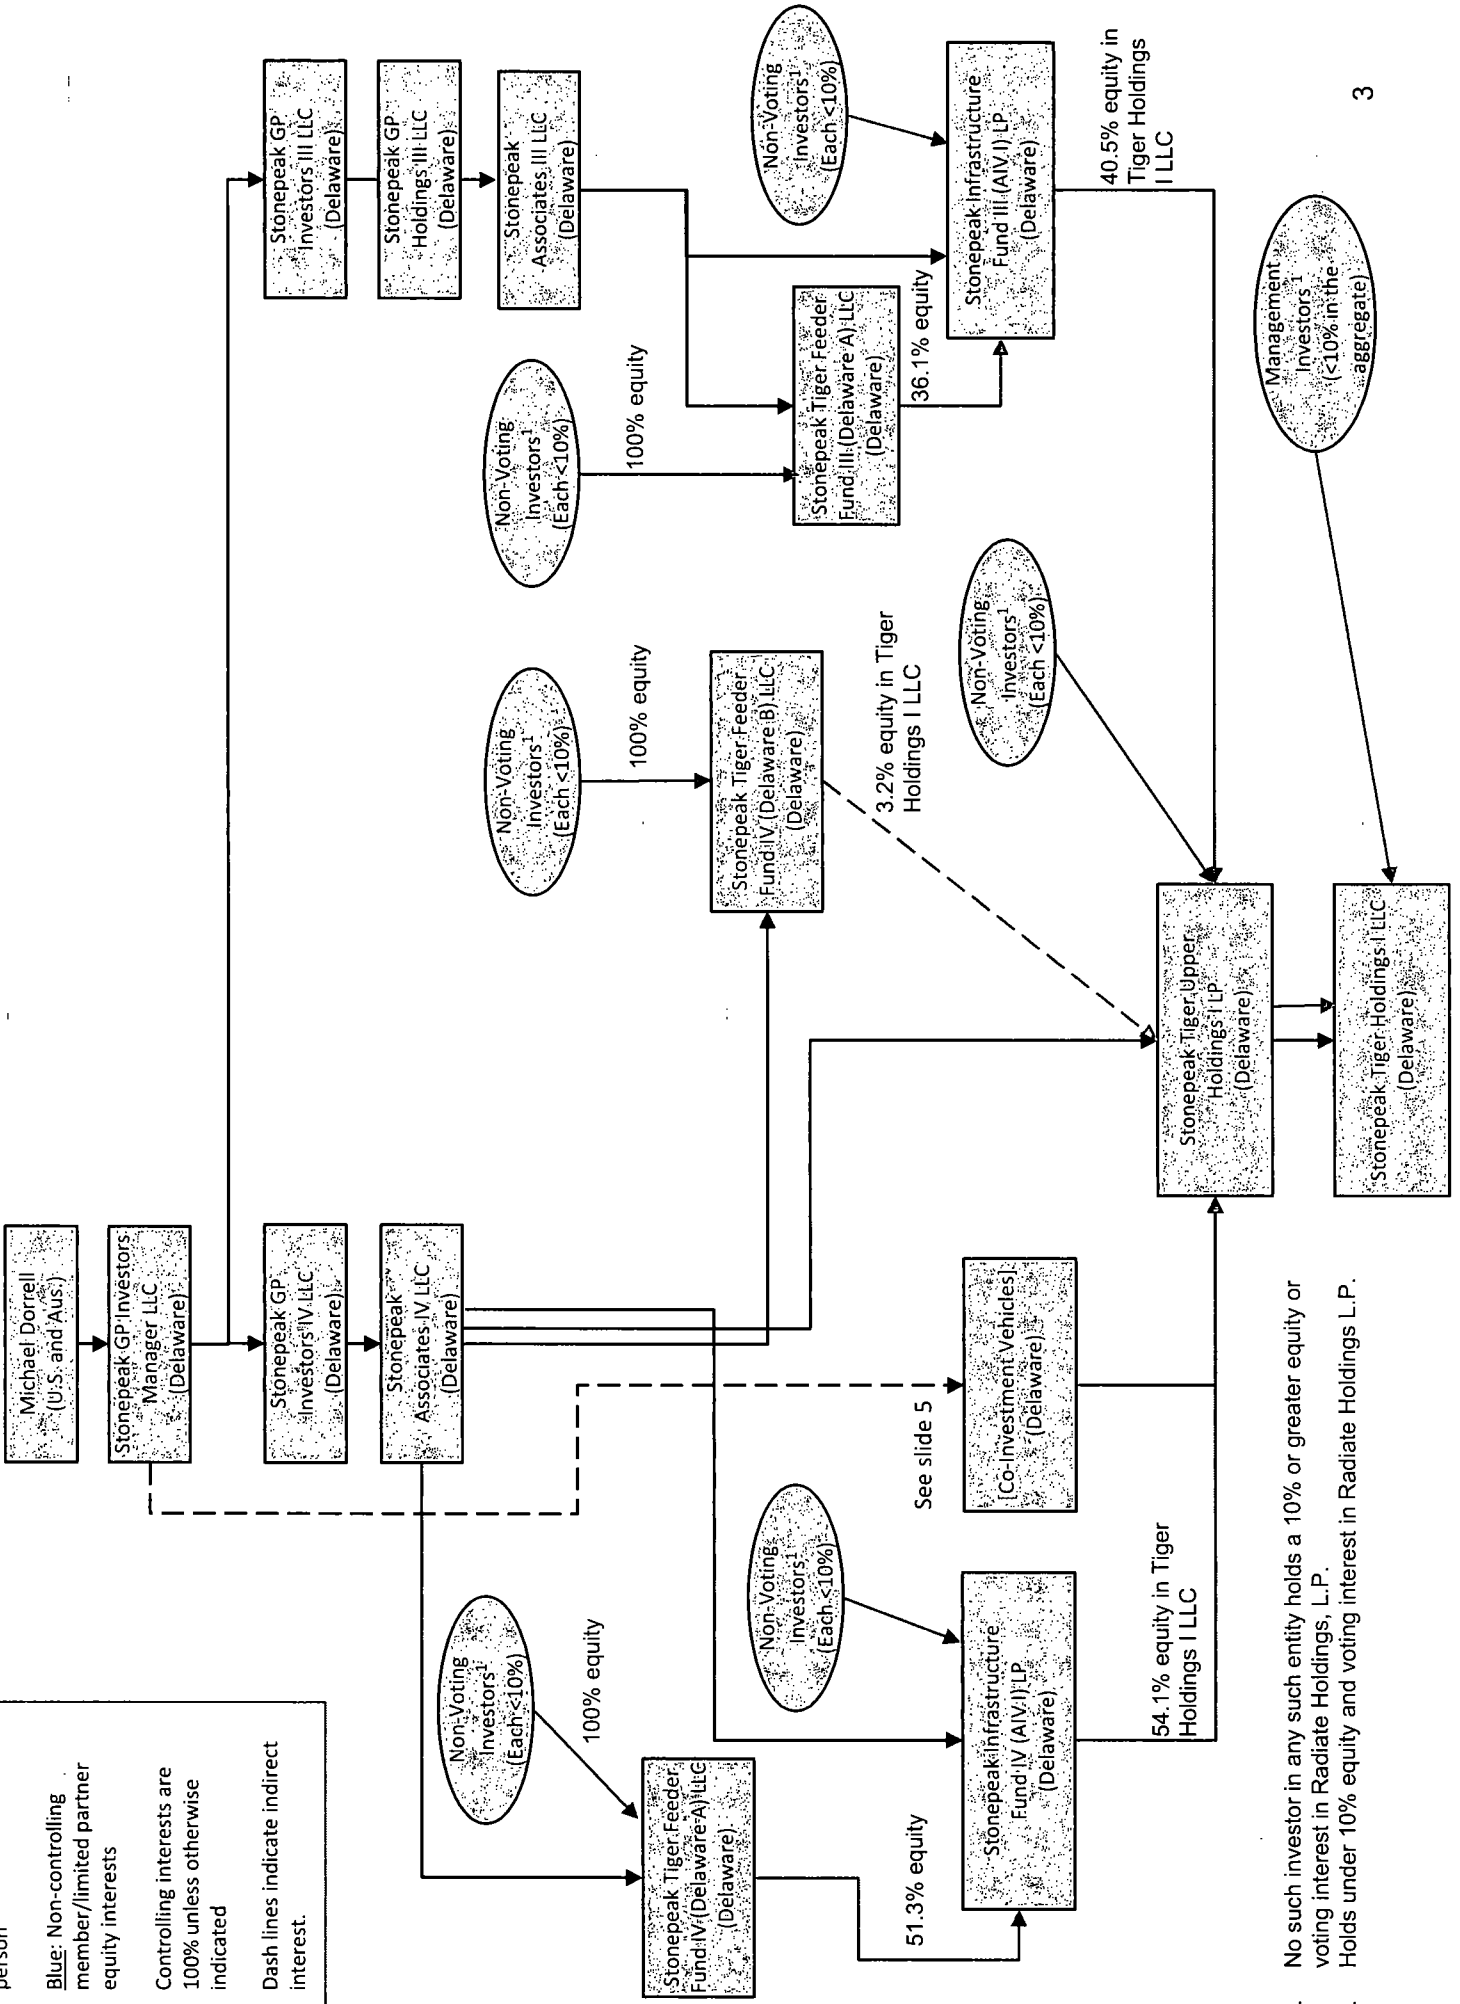 person
Blue: Non-controlling
member/limited partner
equity interests
Controlling interests are
100% unless otherwise
indicated
Dash lines indicate indirect
interest.
Michael Dorrell
(U.S. and Aus.)
Stonepeak GP Investors
Manager LLC
(Delaware)
Stonepeak GP
Investors IV LLC
(Delaware)
Stonepeak
Associates IV LLC
(Delaware)
Stonepeak GP
Investors III LLC
(Delaware)
Stonepeak GP
Holdings III LLC
(Delaware)
Stonepeak
Associates III LLC
(Delaware)
Non-Voting
Investors1
(Each <10%)
100% equity
Stonepeak Tiger Feeder
Fund IV (Delaware A) LLC
(Delaware)
51.3% equity
Non-Voting
Investors1
(Each <10%)
Stonepeak Infrastructure
Fund IV (AIV I) LP
(Delaware)
54.1% equity in Tiger
Holdings I LLC
See slide 5
[Co-Investment Vehicles]
(Delaware)
Non-Voting
Investors1
(Each <10%)
100% equity
Stonepeak Tiger Feeder
Fund IV (Delaware B) LLC
(Delaware)
3.2% equity in Tiger
Holdings I LLC
Non-Voting
Investors1
(Each <10%)
100% equity
Stonepeak Tiger Feeder
Fund III (Delaware A) LLC
(Delaware)
36.1% equity
Non-Voting
Investors1
(Each <10%)
Stonepeak Infrastructure
Fund III (AIV I) LP
(Delaware)
40.5% equity in
Tiger Holdings
I LLC
Non-Voting
Investors1
(Each <10%)
Stonepeak Tiger Upper
Holdings I LP
(Delaware)
Management
Investors 1
(<10% in the
aggregate)
Stonepeak Tiger Holdings I LLC
(Delaware)
No such investor in any such entity holds a 10% or greater equity or
voting interest in Radiate Holdings, L.P.
Holds under 10% equity and voting interest in Radiate Holdings L.P.
3